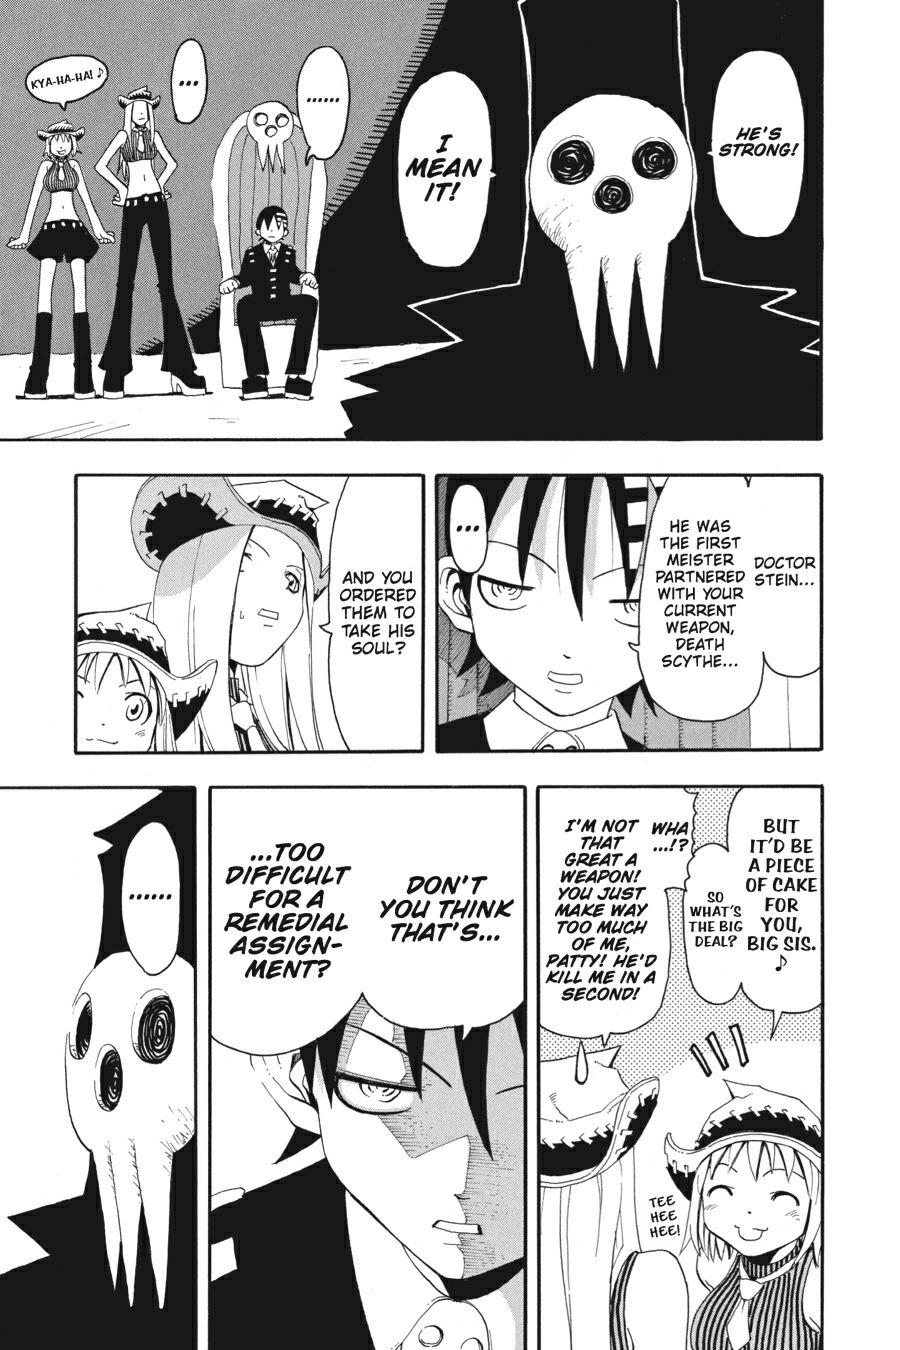 HE'S
STRONG!
I
MEAN
IT!
......
...
KYA-HA-HA! ♪
DOCTOR
STEIN...
HE WAS
THE FIRST
MEISTER
PARTNERED
WITH YOUR
CURRENT
WEAPON,
DEATH
SCYTHE...
...
AND YOU
ORDERED
THEM TO
TAKE HIS
SOUL?
BUT
IT'D BE
A PIECE
OF CAKE
FOR
YOU,
BIG SIS.
♪
SO
WHAT'S
THE BIG
DEAL?
WHA
...!?
I'M NOT
THAT
GREAT A
WEAPON!
YOU JUST
MAKE WAY
TOO MUCH
OF ME,
PATTY! HE'D
KILL ME IN A
SECOND!
TEE
HEE
HEE!
DON'T
YOU THINK
THAT'S...
...TOO
DIFFICULT
FOR A
REMEDIAL
ASSIGN-
MENT?
......